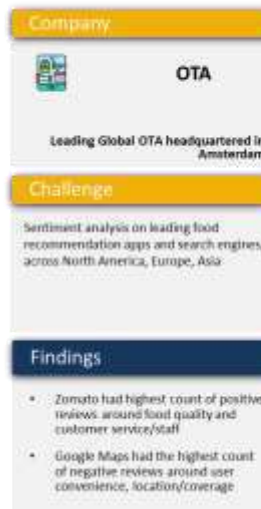 Company
OTA
Leading Global OTA headquartered in
Amsterdam
Challenge
Sentiment analysis on leading food
recommendation apps and search engines
across North America, Europe, Asia
Findings
• Zomato had highest count of positive
reviews around food quality and
customer service/staff
• Google Maps had the highest count
of negative reviews around user
convenience, location/coverage